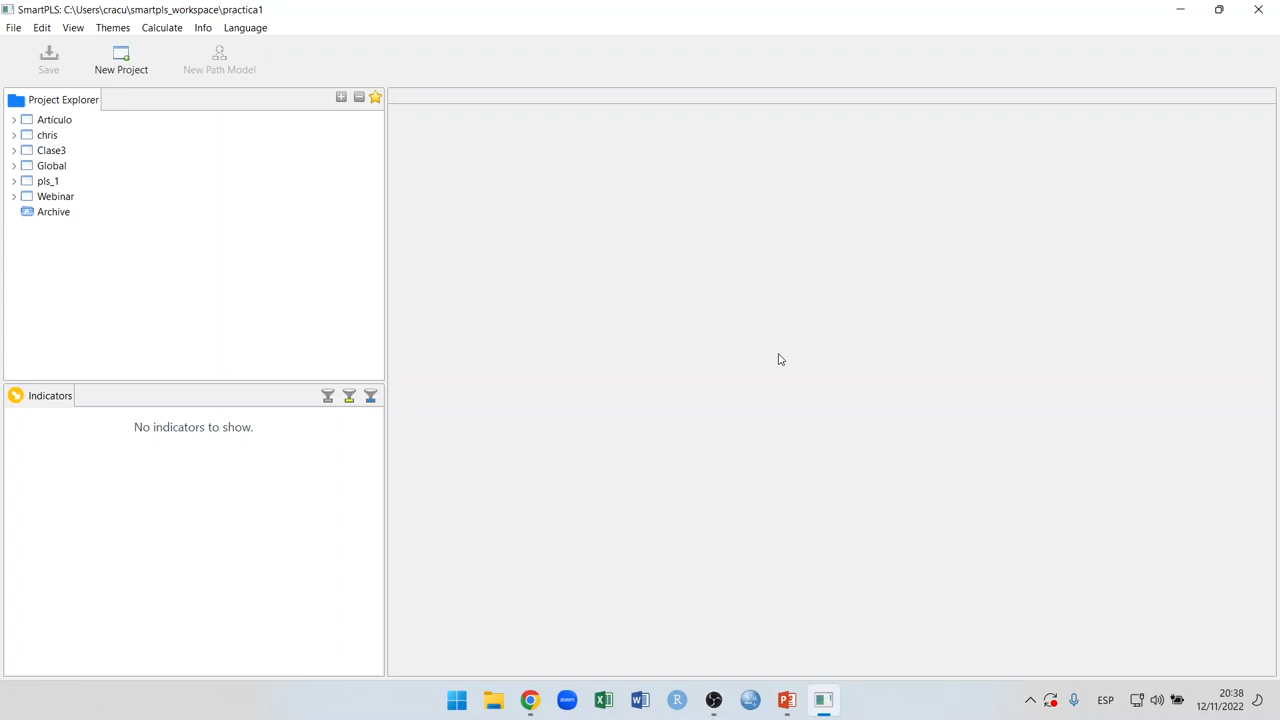 SmartPLS: C:\Users\cracu\smartpls_workspace\practica1
File Edit View Themes Calculate Info Language
Save New Project New Path Model
Project Explorer
Artículo
chris
Clase3
Global
pls_1
Webinar
Archive
Indicators
No indicators to show.
zoom
ESP
20:38
12/11/2022